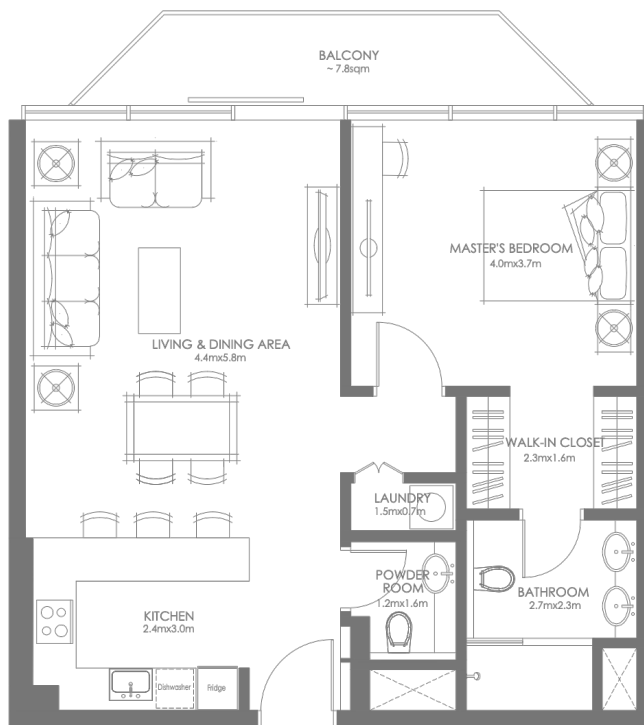 BALCONY
~ 7.8sqm
MASTER'S BEDROOM
4.0mx3.7m
LIVING & DINING AREA
4.4mx5.8m
WALK-IN CLOSET
2.3mx1.6m
LAUNDRY
1.5mx0.7m
POWDER
ROOM
1.2mx1.6m
BATHROOM
2.7mx2.3m
KITCHEN
2.4mx3.0m
Dishwasher
Fridge